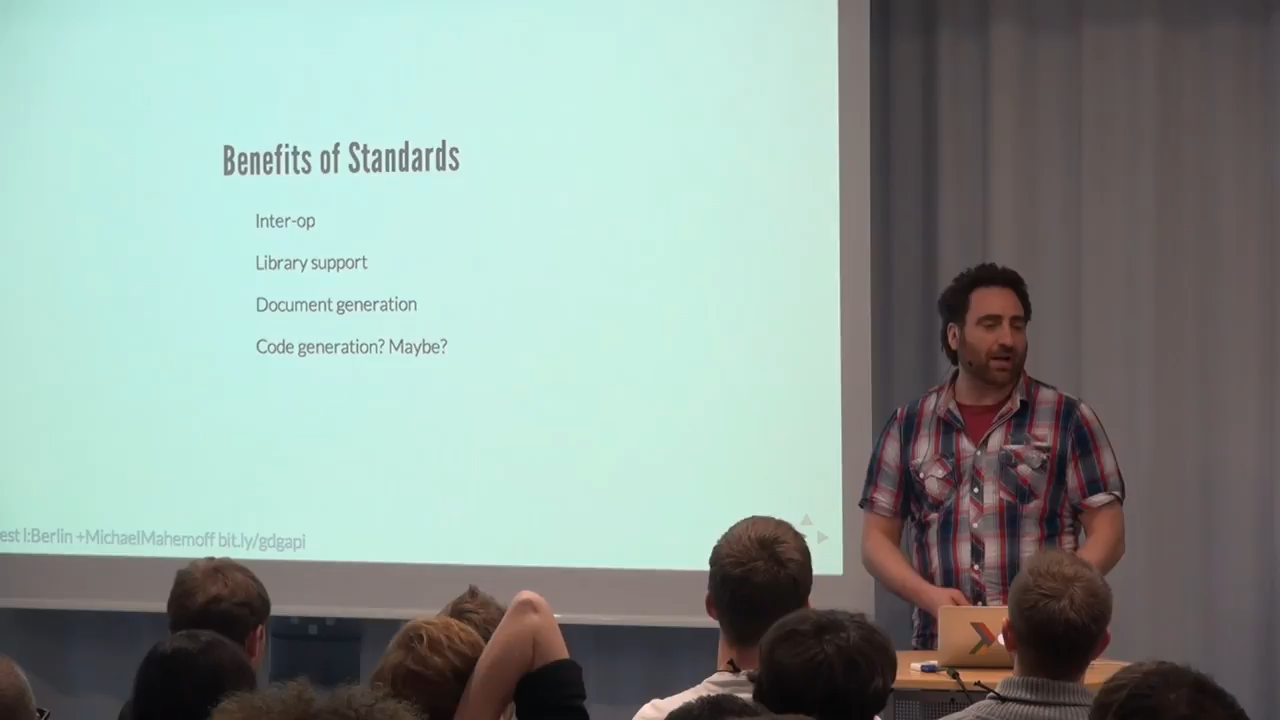 Benefits of Standards
Inter-op
Library support
Document generation
Code generation? Maybe?
est l:Berlin +MichaelMahemoff bit.ly/gdgapi